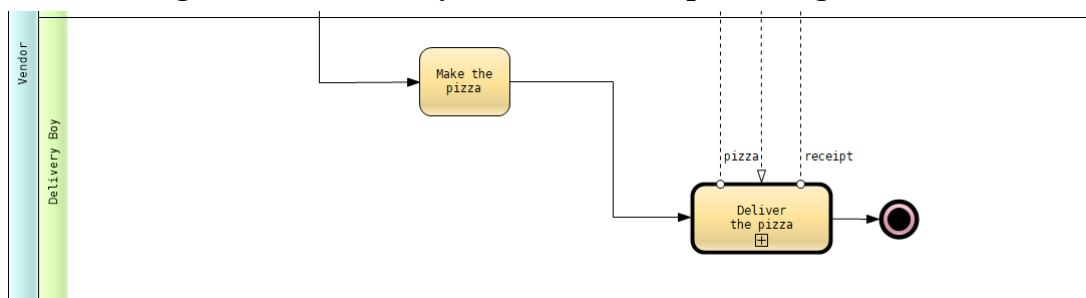 Vendor
Delivery Boy
Make the
pizza
pizza
receipt
Deliver
the pizza